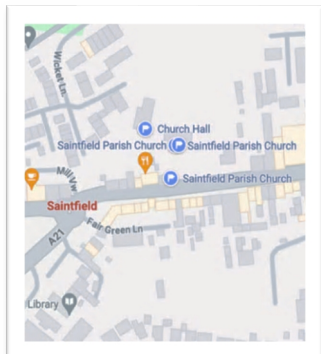 Wicket Ln.
Church Hall
Saintfield Parish Church
Saintfield Parish Church
Mill Vw
Saintfield Parish Church
Saintfield
Fair Green Ln
A21
Library